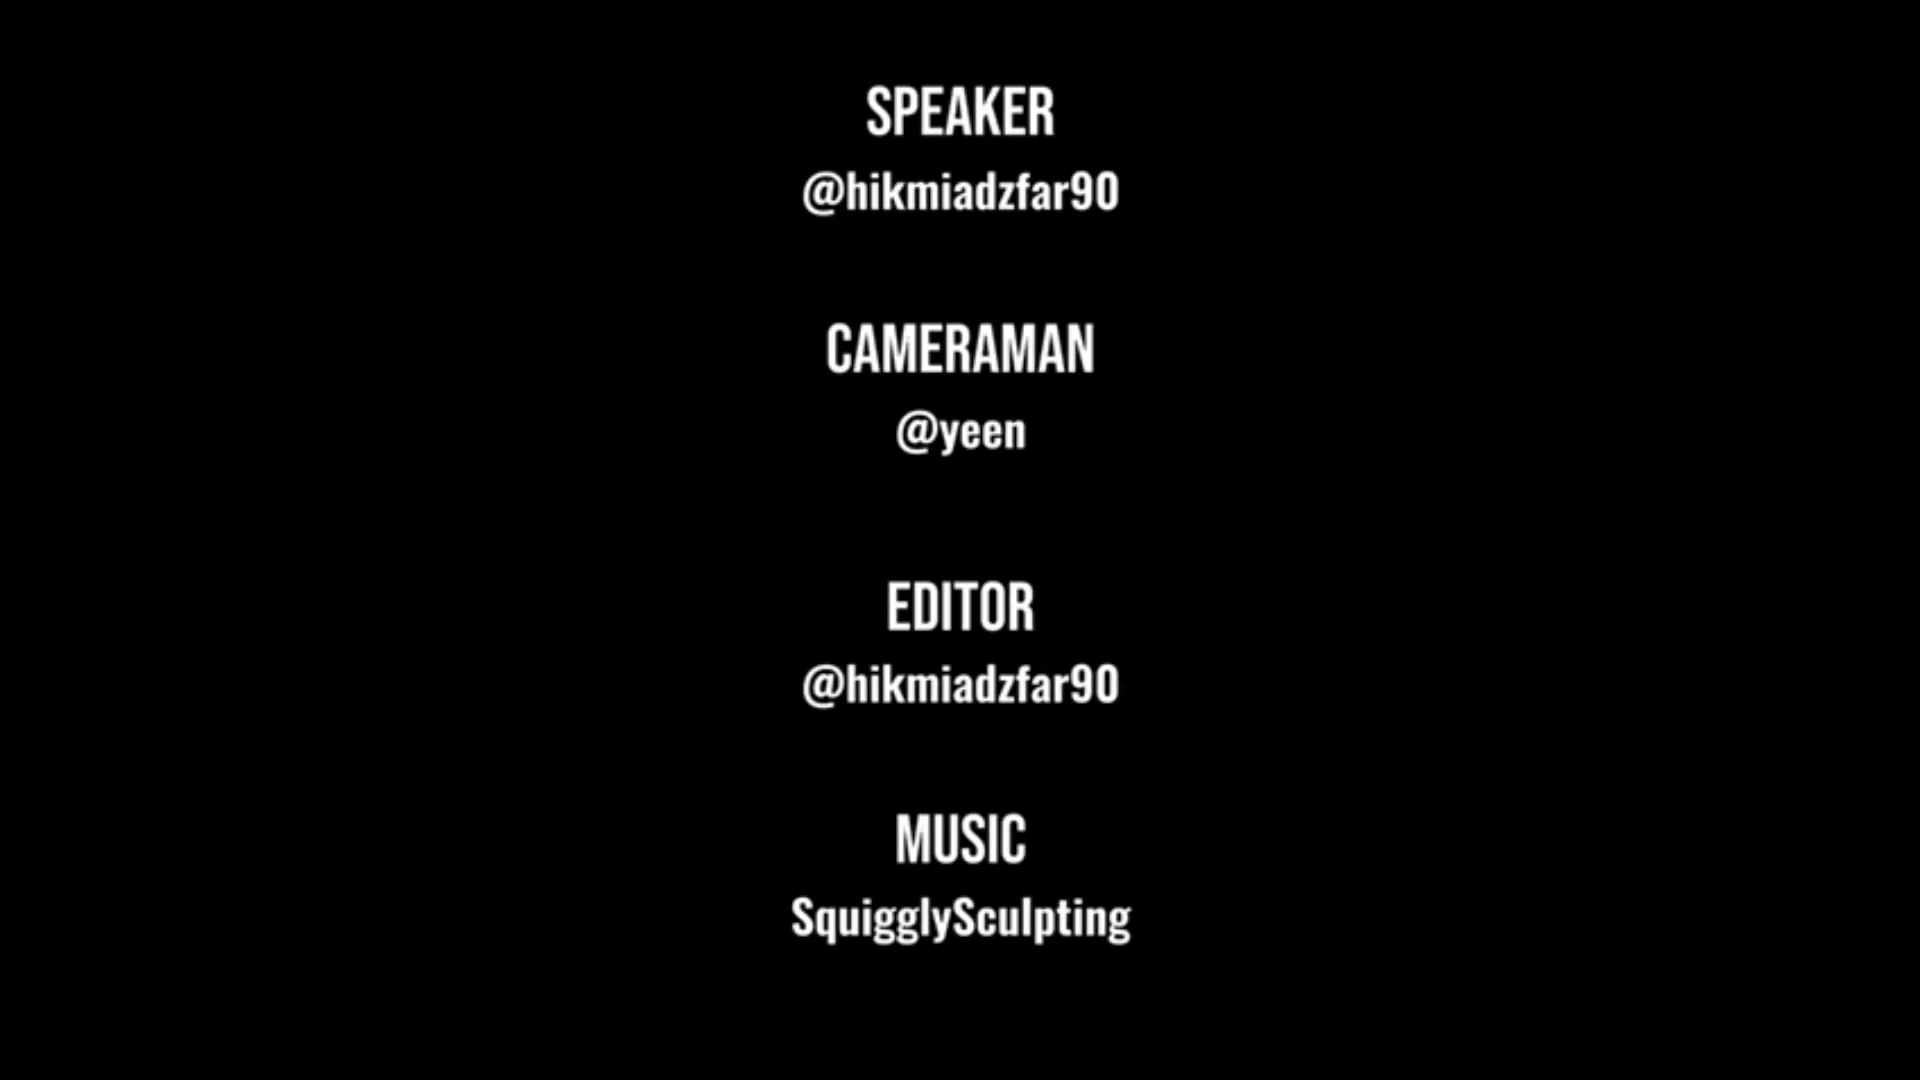 SPEAKER
@hikmiadzfar90
CAMERAMAN
@yeen
EDITOR
@hikmiadzfar90
MUSIC
SquigglySculpting